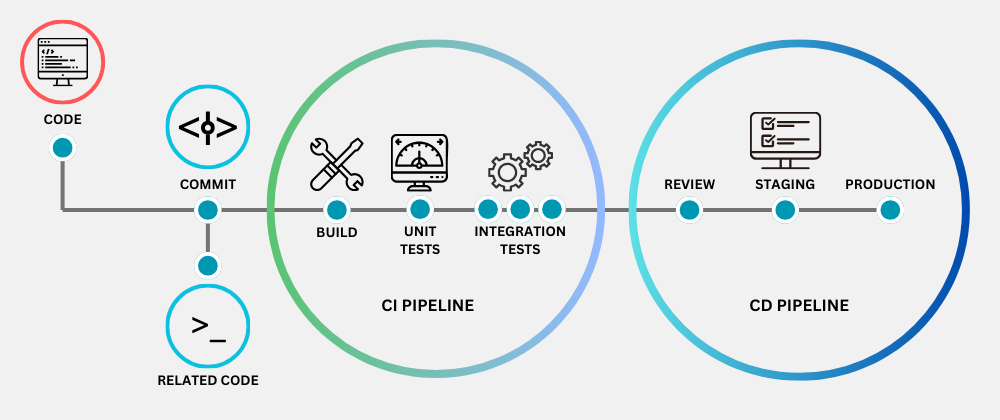 CODE
COMMIT
>_
RELATED CODE
BUILD
UNIT
TESTS
INTEGRATION
TESTS
CI PIPELINE
REVIEW
STAGING
PRODUCTION
CD PIPELINE